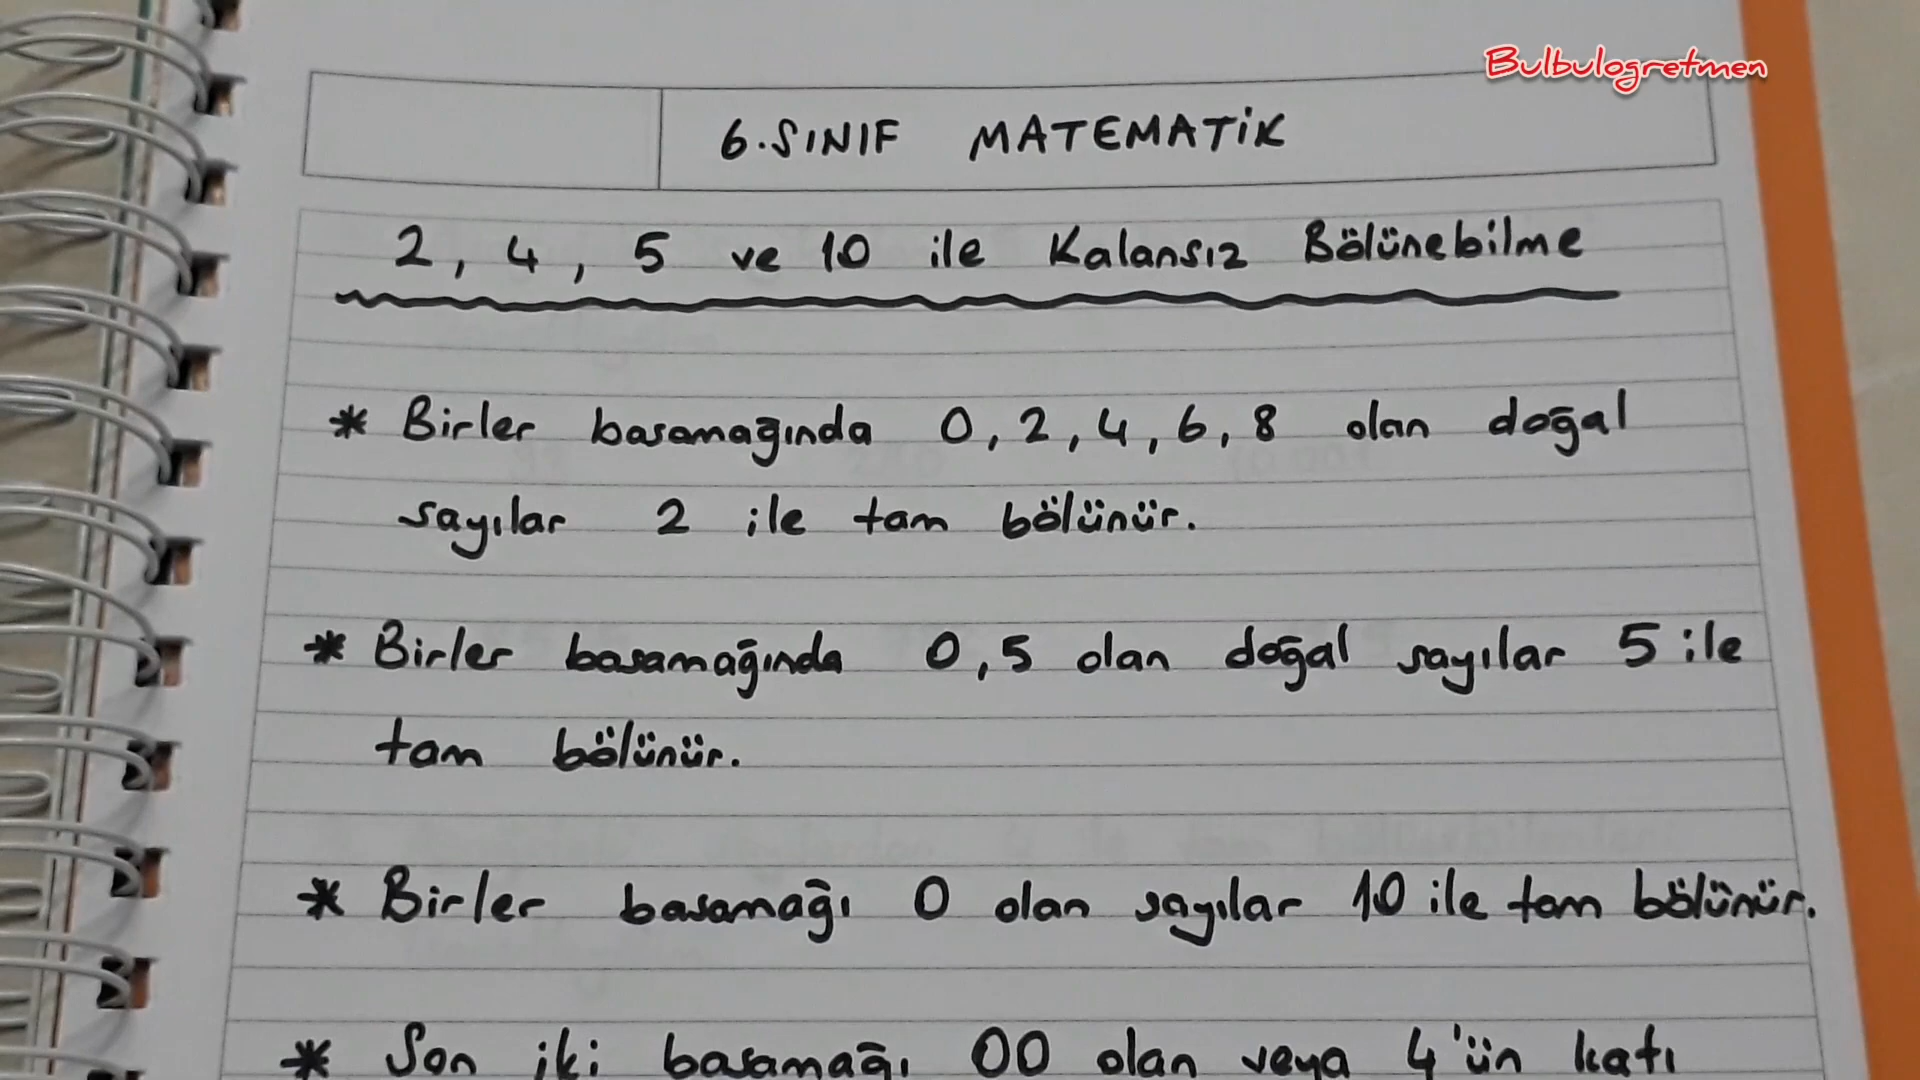 Bulbulogretmen
6.SINIF MATEMATİK
2, 4, 5 ve 10 ile Kalansız Bölünebilme
* Birler basamağında 0, 2, 4, 6, 8 olan doğal
sayılar 2 ile tam bölünür.
* Birler basamağında 0, 5 olan doğal sayılar 5 ile
tam bölünür.
* Birler basamağı 0 olan sayılar 10 ile tam bölünür.
* Son iki basamağı 00 olan veya 4'ün katı